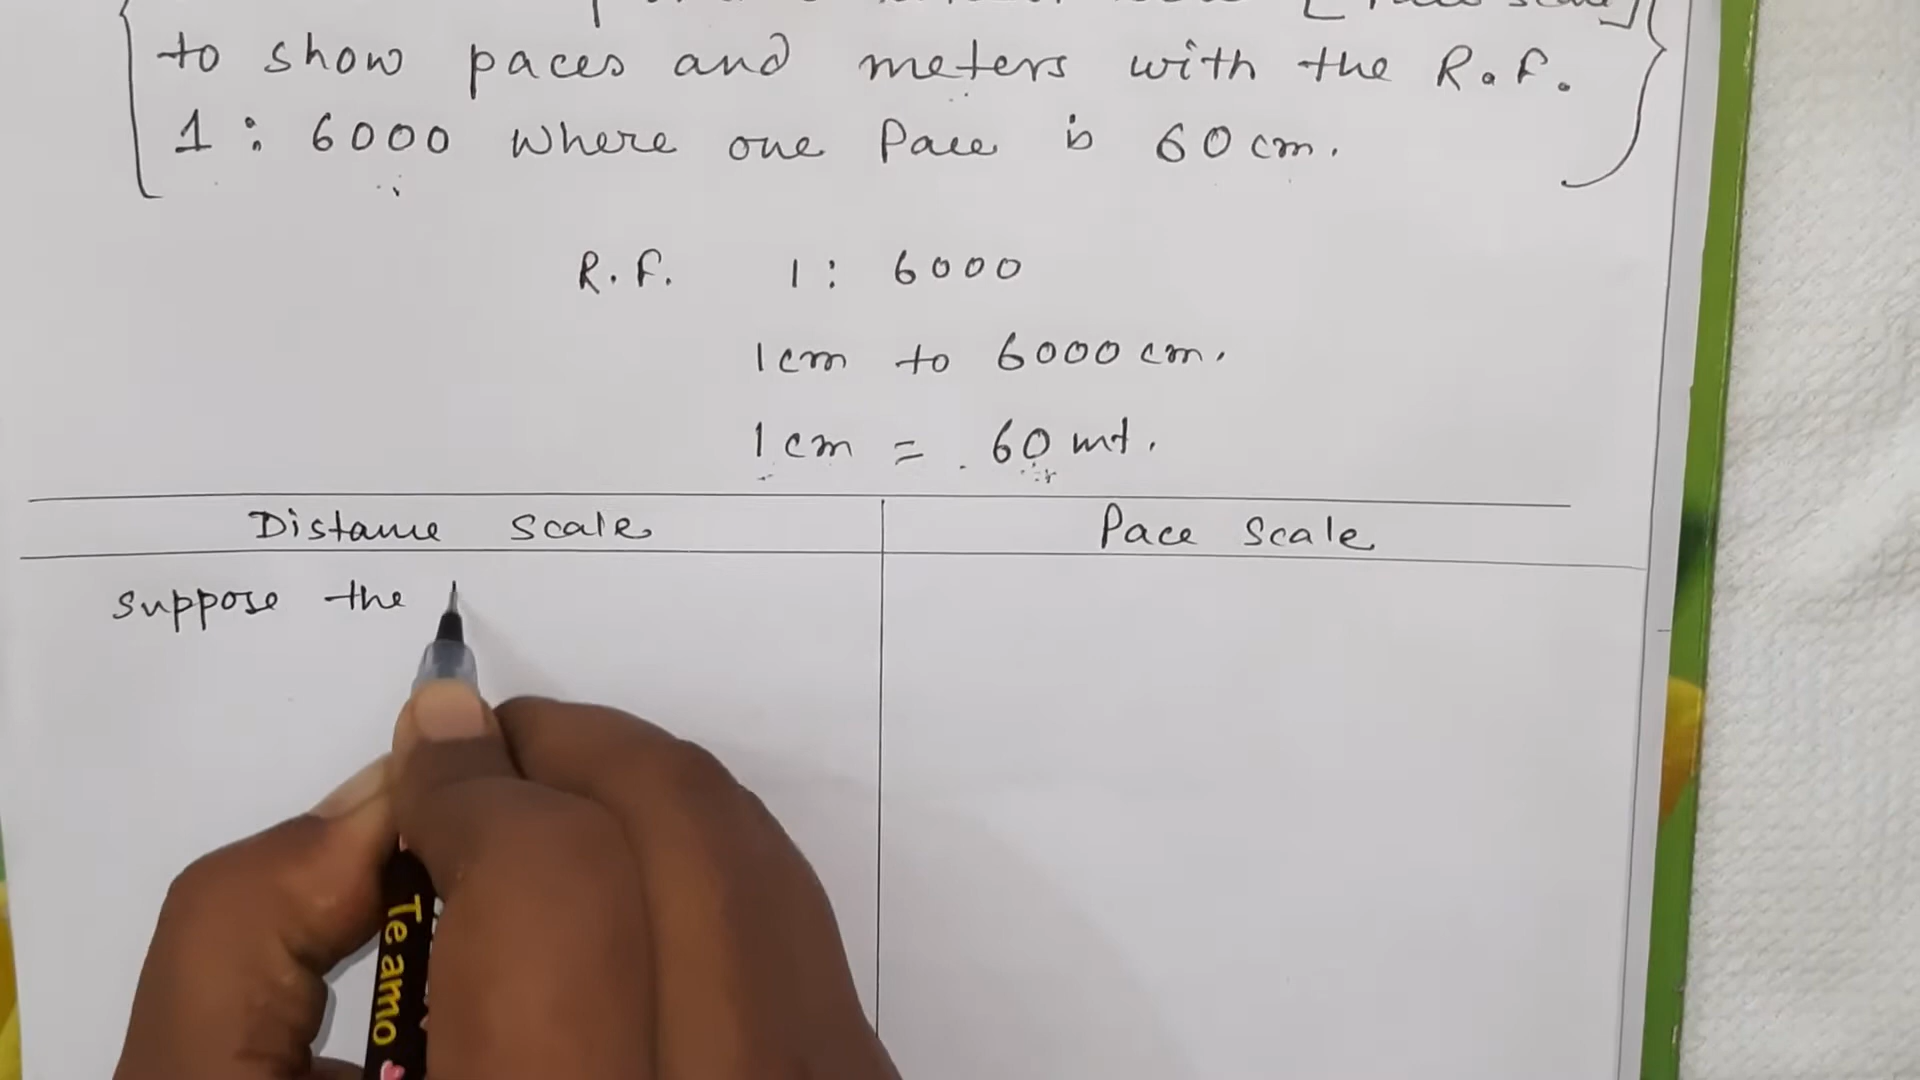 to show paces and meters with the R.F.
1 : 6000 where one Pace is 60 cm.
R.F. 1 : 6000
1 cm to 6000 cm.
1 cm = 60 mt.
Distance Scale
Pace Scale
suppose the
Te amo